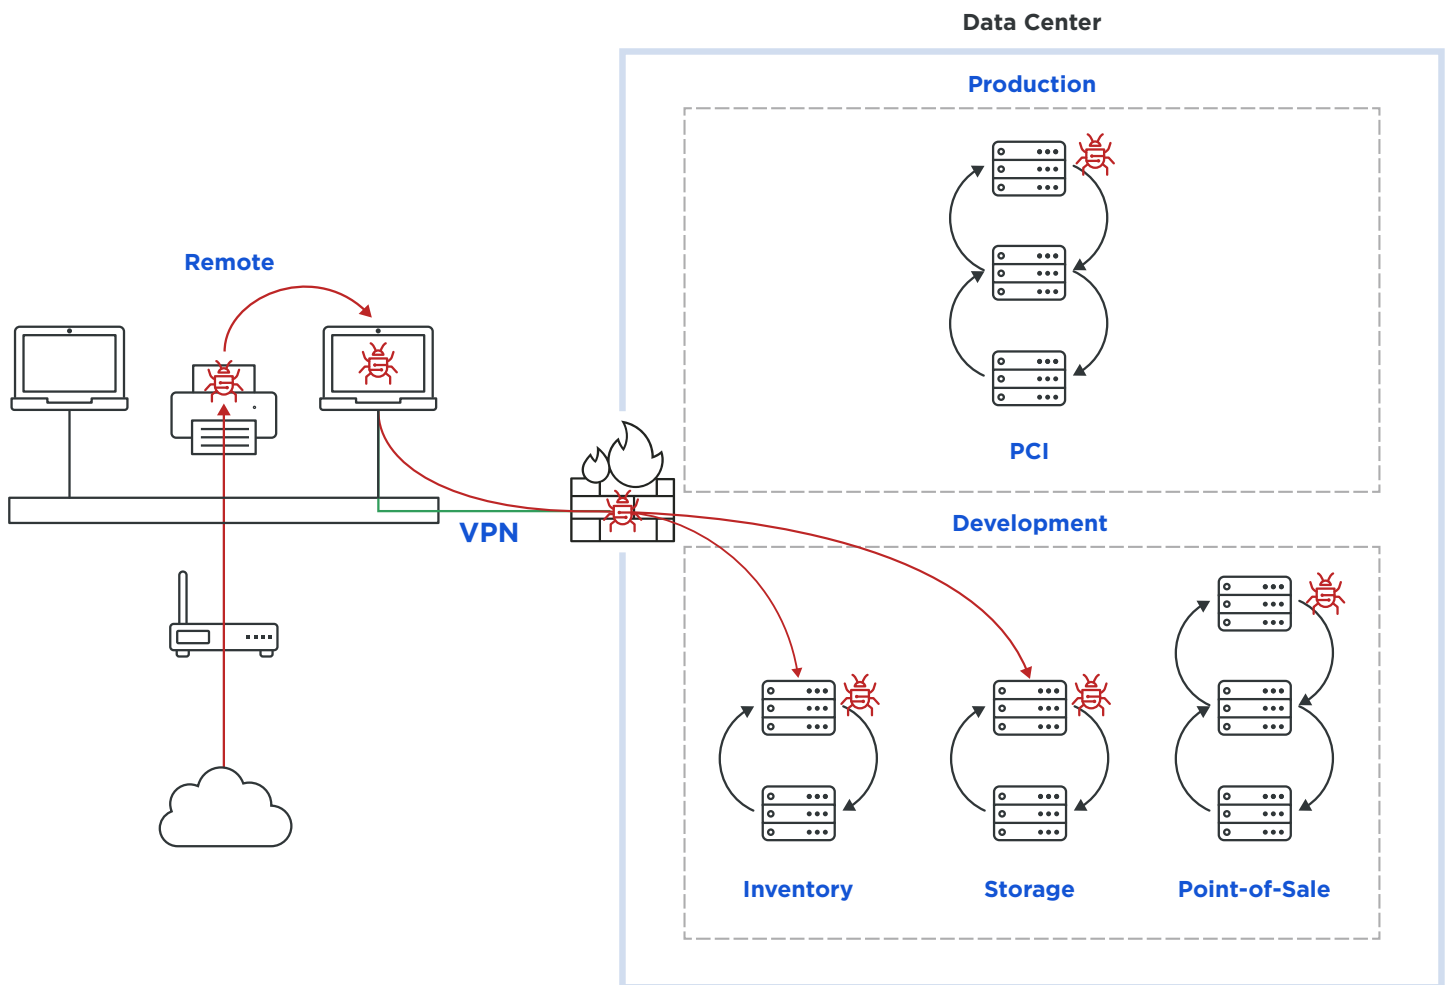 Data Center
Production
Remote
PCI
Development
VPN
Inventory
Storage
Point-of-Sale